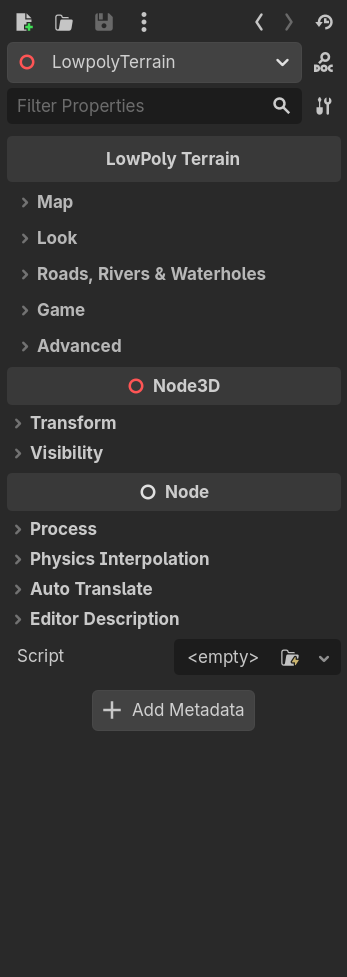 LowpolyTerrain
DOC
Filter Properties
LowPoly Terrain
Map
Look
Roads, Rivers & Waterholes
Game
Advanced
Node3D
Transform
Visibility
Node
Process
Physics Interpolation
Auto Translate
Editor Description
Script <empty>
Add Metadata